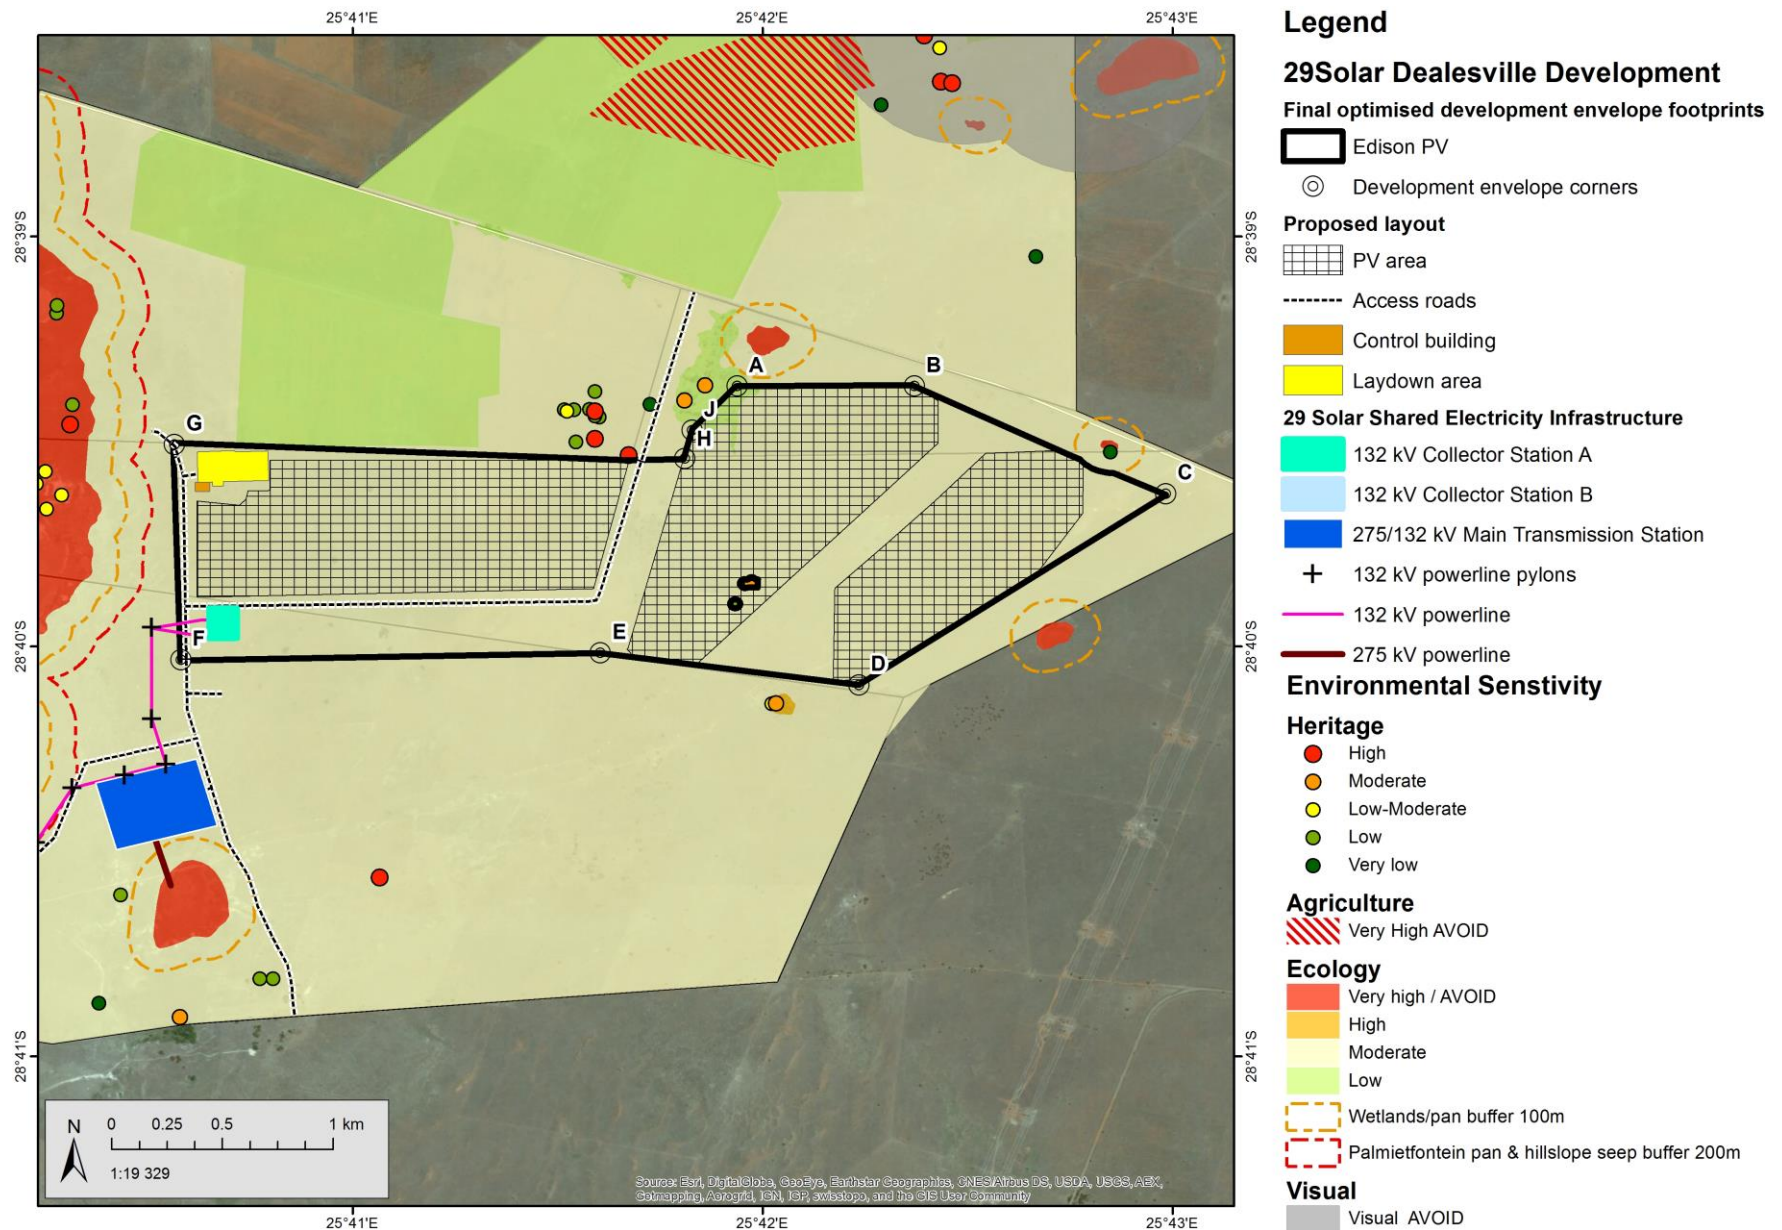 25°41'E
25°42'E
25°43'E
28°39'S
28°39'S
28°40'S
28°40'S
28°41'S
28°41'S
A
B
J
G
H
C
F
E
D
N
0 0.25 0.5 1 km
1:19 329
Source: Esri, DigitalGlobe, GeoEye, Earthstar Geographics, CNES/Airbus DS, USDA, USGS, AEX,
Getmapping, Aerogrid, IGN, IGP, swisstopo, and the GIS User Community
25°41'E
25°42'E
25°43'E
Legend
29Solar Dealesville Development
Final optimised development envelope footprints
Edison PV
Development envelope corners
Proposed layout
PV area
Access roads
Control building
Laydown area
29 Solar Shared Electricity Infrastructure
132 kV Collector Station A
132 kV Collector Station B
275/132 kV Main Transmission Station
132 kV powerline pylons
132 kV powerline
275 kV powerline
Environmental Senstivity
Heritage
High
Moderate
Low-Moderate
Low
Very low
Agriculture
Very High AVOID
Ecology
Very high / AVOID
High
Moderate
Low
Wetlands/pan buffer 100m
Palmietfontein pan & hillslope seep buffer 200m
Visual
Visual AVOID